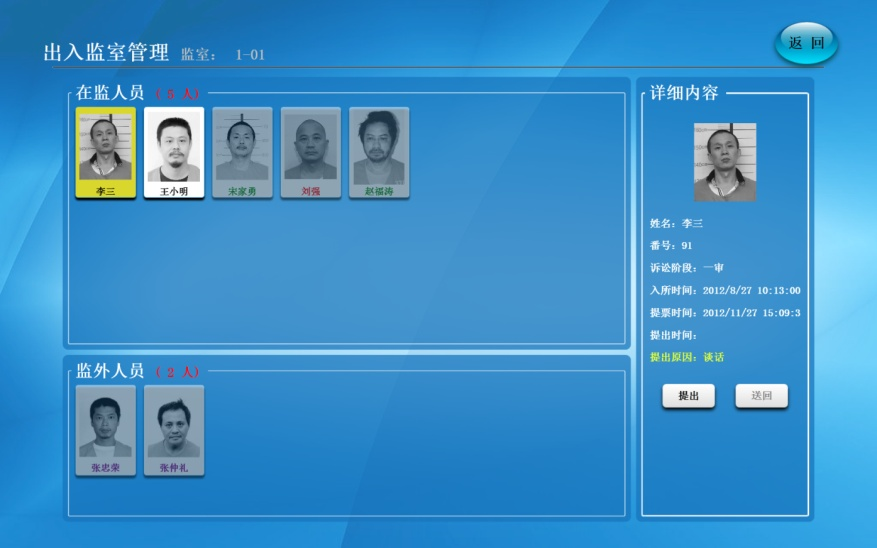 出入监室管理 监室： 1-01
返 回
在监人员 ( 5 人)
李三
王小明
宋家勇
刘强
赵福涛
监外人员 ( 2 人)
张忠荣
张仲礼
详细内容
姓名：李三
番号：91
诉讼阶段：一审
入所时间：2012/8/27 10:13:00
提票时间：2012/11/27 15:09:3
提出时间：
提出原因：谈话
提出
送回